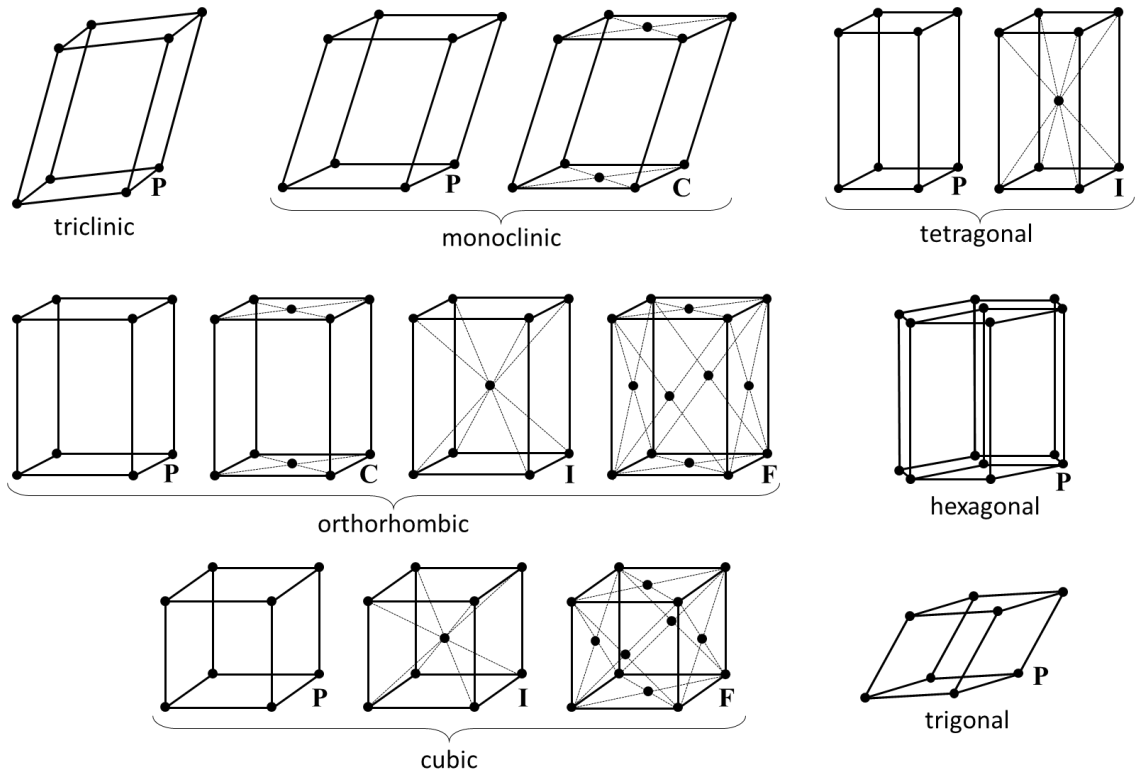 P
triclinic
P C
monoclinic
P I
tetragonal
P C I F
orthorhombic
P
hexagonal
P I F
cubic
P
trigonal